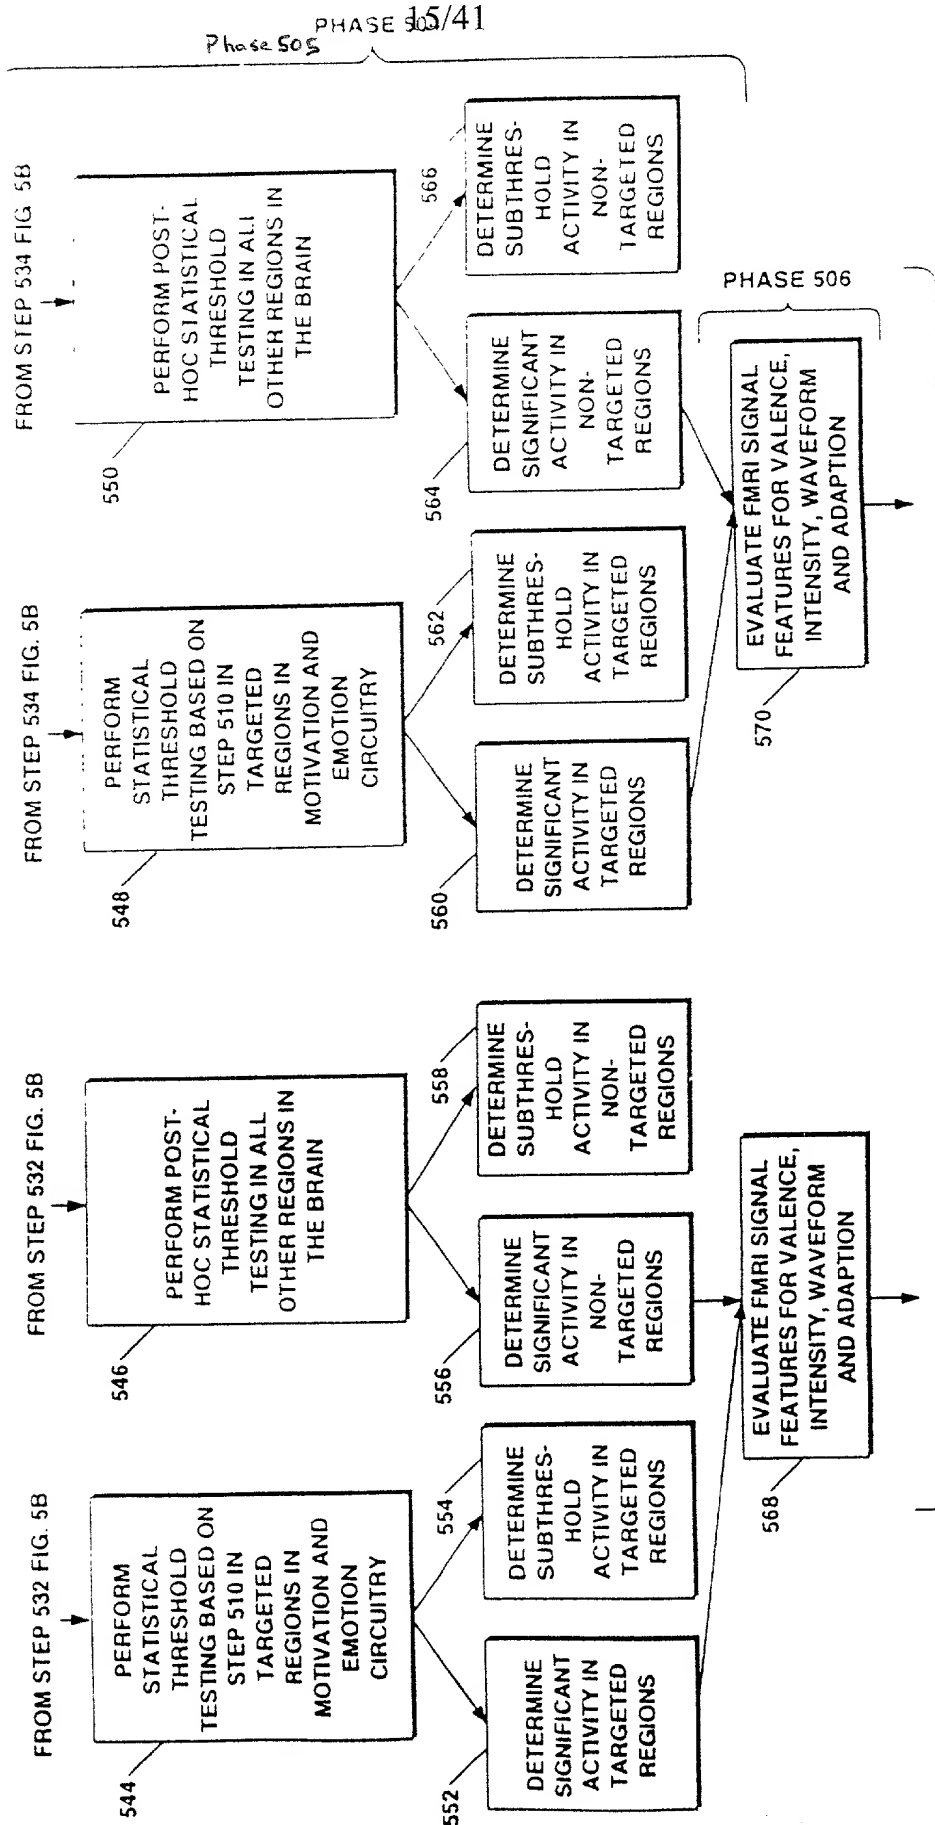 15/41
PHASE 504
Phase 505
FROM STEP 532 FIG. 5B
FROM STEP 532 FIG. 5B
FROM STEP 534 FIG. 5B
FROM STEP 534 FIG 5B
PERFORM
STATISTICAL
THRESHOLD
TESTING BASED ON
STEP 510 IN
TARGETED
REGIONS IN
MOTIVATION AND
EMOTION
CIRCUITRY
544
PERFORM POST-
HOC STATISTICAL
THRESHOLD
TESTING IN ALL
OTHER REGIONS IN
THE BRAIN
546
PERFORM
STATISTICAL
THRESHOLD
TESTING BASED ON
STEP 510 IN
TARGETED
REGIONS IN
MOTIVATION AND
EMOTION
CIRCUITRY
548
PERFORM POST-
HOC STATISTICAL
THRESHOLD
TESTING IN ALL
OTHER REGIONS IN
THE BRAIN
550
DETERMINE
SIGNIFICANT
ACTIVITY IN
TARGETED
REGIONS
552
DETERMINE
SUBTHRES-
HOLD
ACTIVITY IN
TARGETED
REGIONS
554
DETERMINE
SIGNIFICANT
ACTIVITY IN
NON-
TARGETED
REGIONS
556
DETERMINE
SUBTHRES-
HOLD
ACTIVITY IN
NON-
TARGETED
REGIONS
558
DETERMINE
SIGNIFICANT
ACTIVITY IN
TARGETED
REGIONS
560
DETERMINE
SUBTHRES-
HOLD
ACTIVITY IN
TARGETED
REGIONS
562
DETERMINE
SIGNIFICANT
ACTIVITY IN
NON-
TARGETED
REGIONS
564
DETERMINE
SUBTHRES-
HOLD
ACTIVITY IN
NON-
TARGETED
REGIONS
566
PHASE 506
EVALUATE FMRI SIGNAL
FEATURES FOR VALENCE,
INTENSITY, WAVEFORM
AND ADAPTION
568
EVALUATE FMRI SIGNAL
FEATURES FOR VALENCE,
INTENSITY, WAVEFORM
AND ADAPTION
570